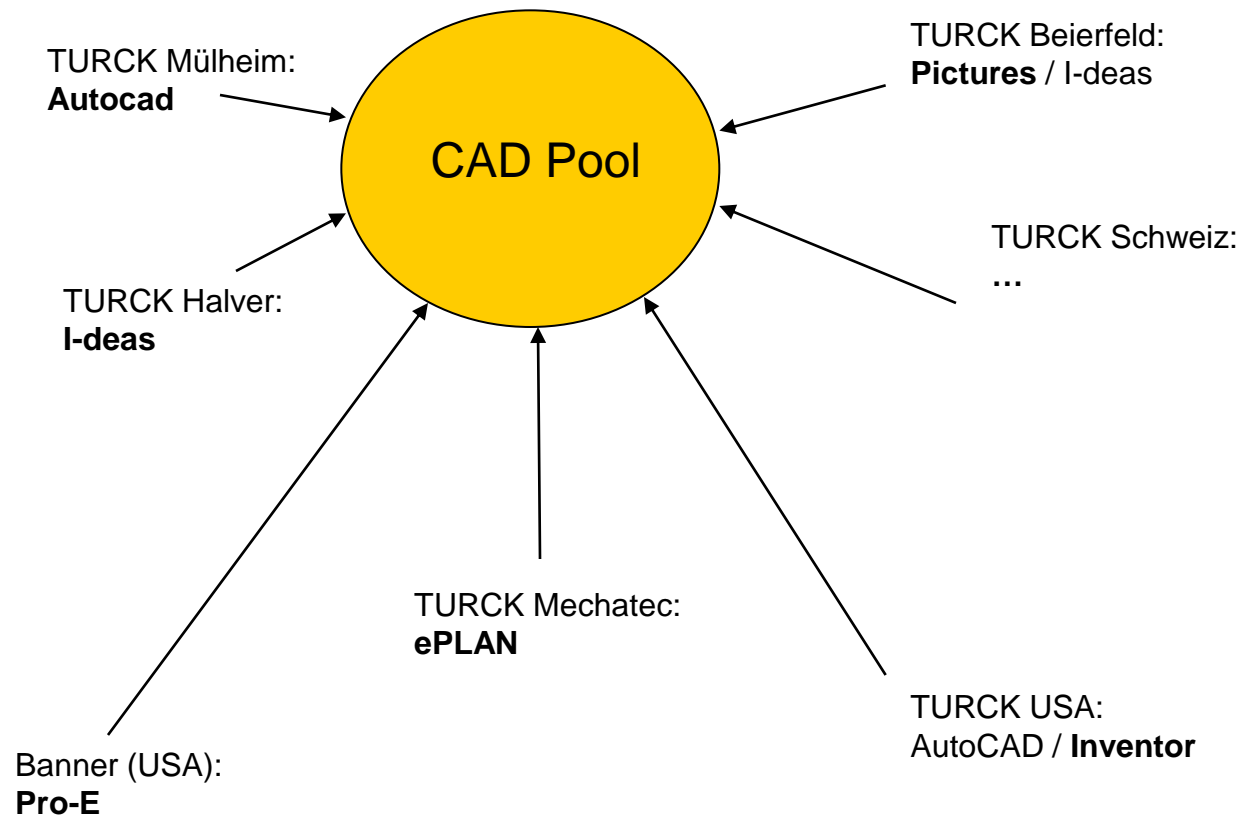 TURCK Mülheim:
Autocad
TURCK Beierfeld:
Pictures / I-deas
CAD Pool
TURCK Schweiz:
…
TURCK Halver:
I-deas
TURCK Mechatec:
ePLAN
TURCK USA:
AutoCAD / Inventor
Banner (USA):
Pro-E